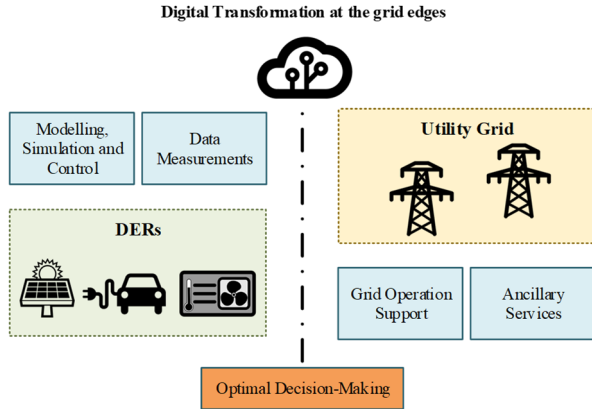 Digital Transformation at the grid edges
Modelling,
Simulation and
Control
Data
Measurements
Utility Grid
DERs
Grid Operation
Support
Ancillary
Services
Optimal Decision-Making